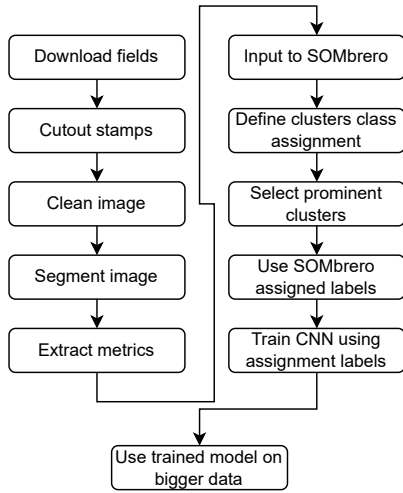 Download fields
Cutout stamps
Clean image
Segment image
Extract metrics
Input to SOMbrero
Define clusters class
assignment
Select prominent
clusters
Use SOMbrero
assigned labels
Train CNN using
assignment labels
Use trained model on
bigger data